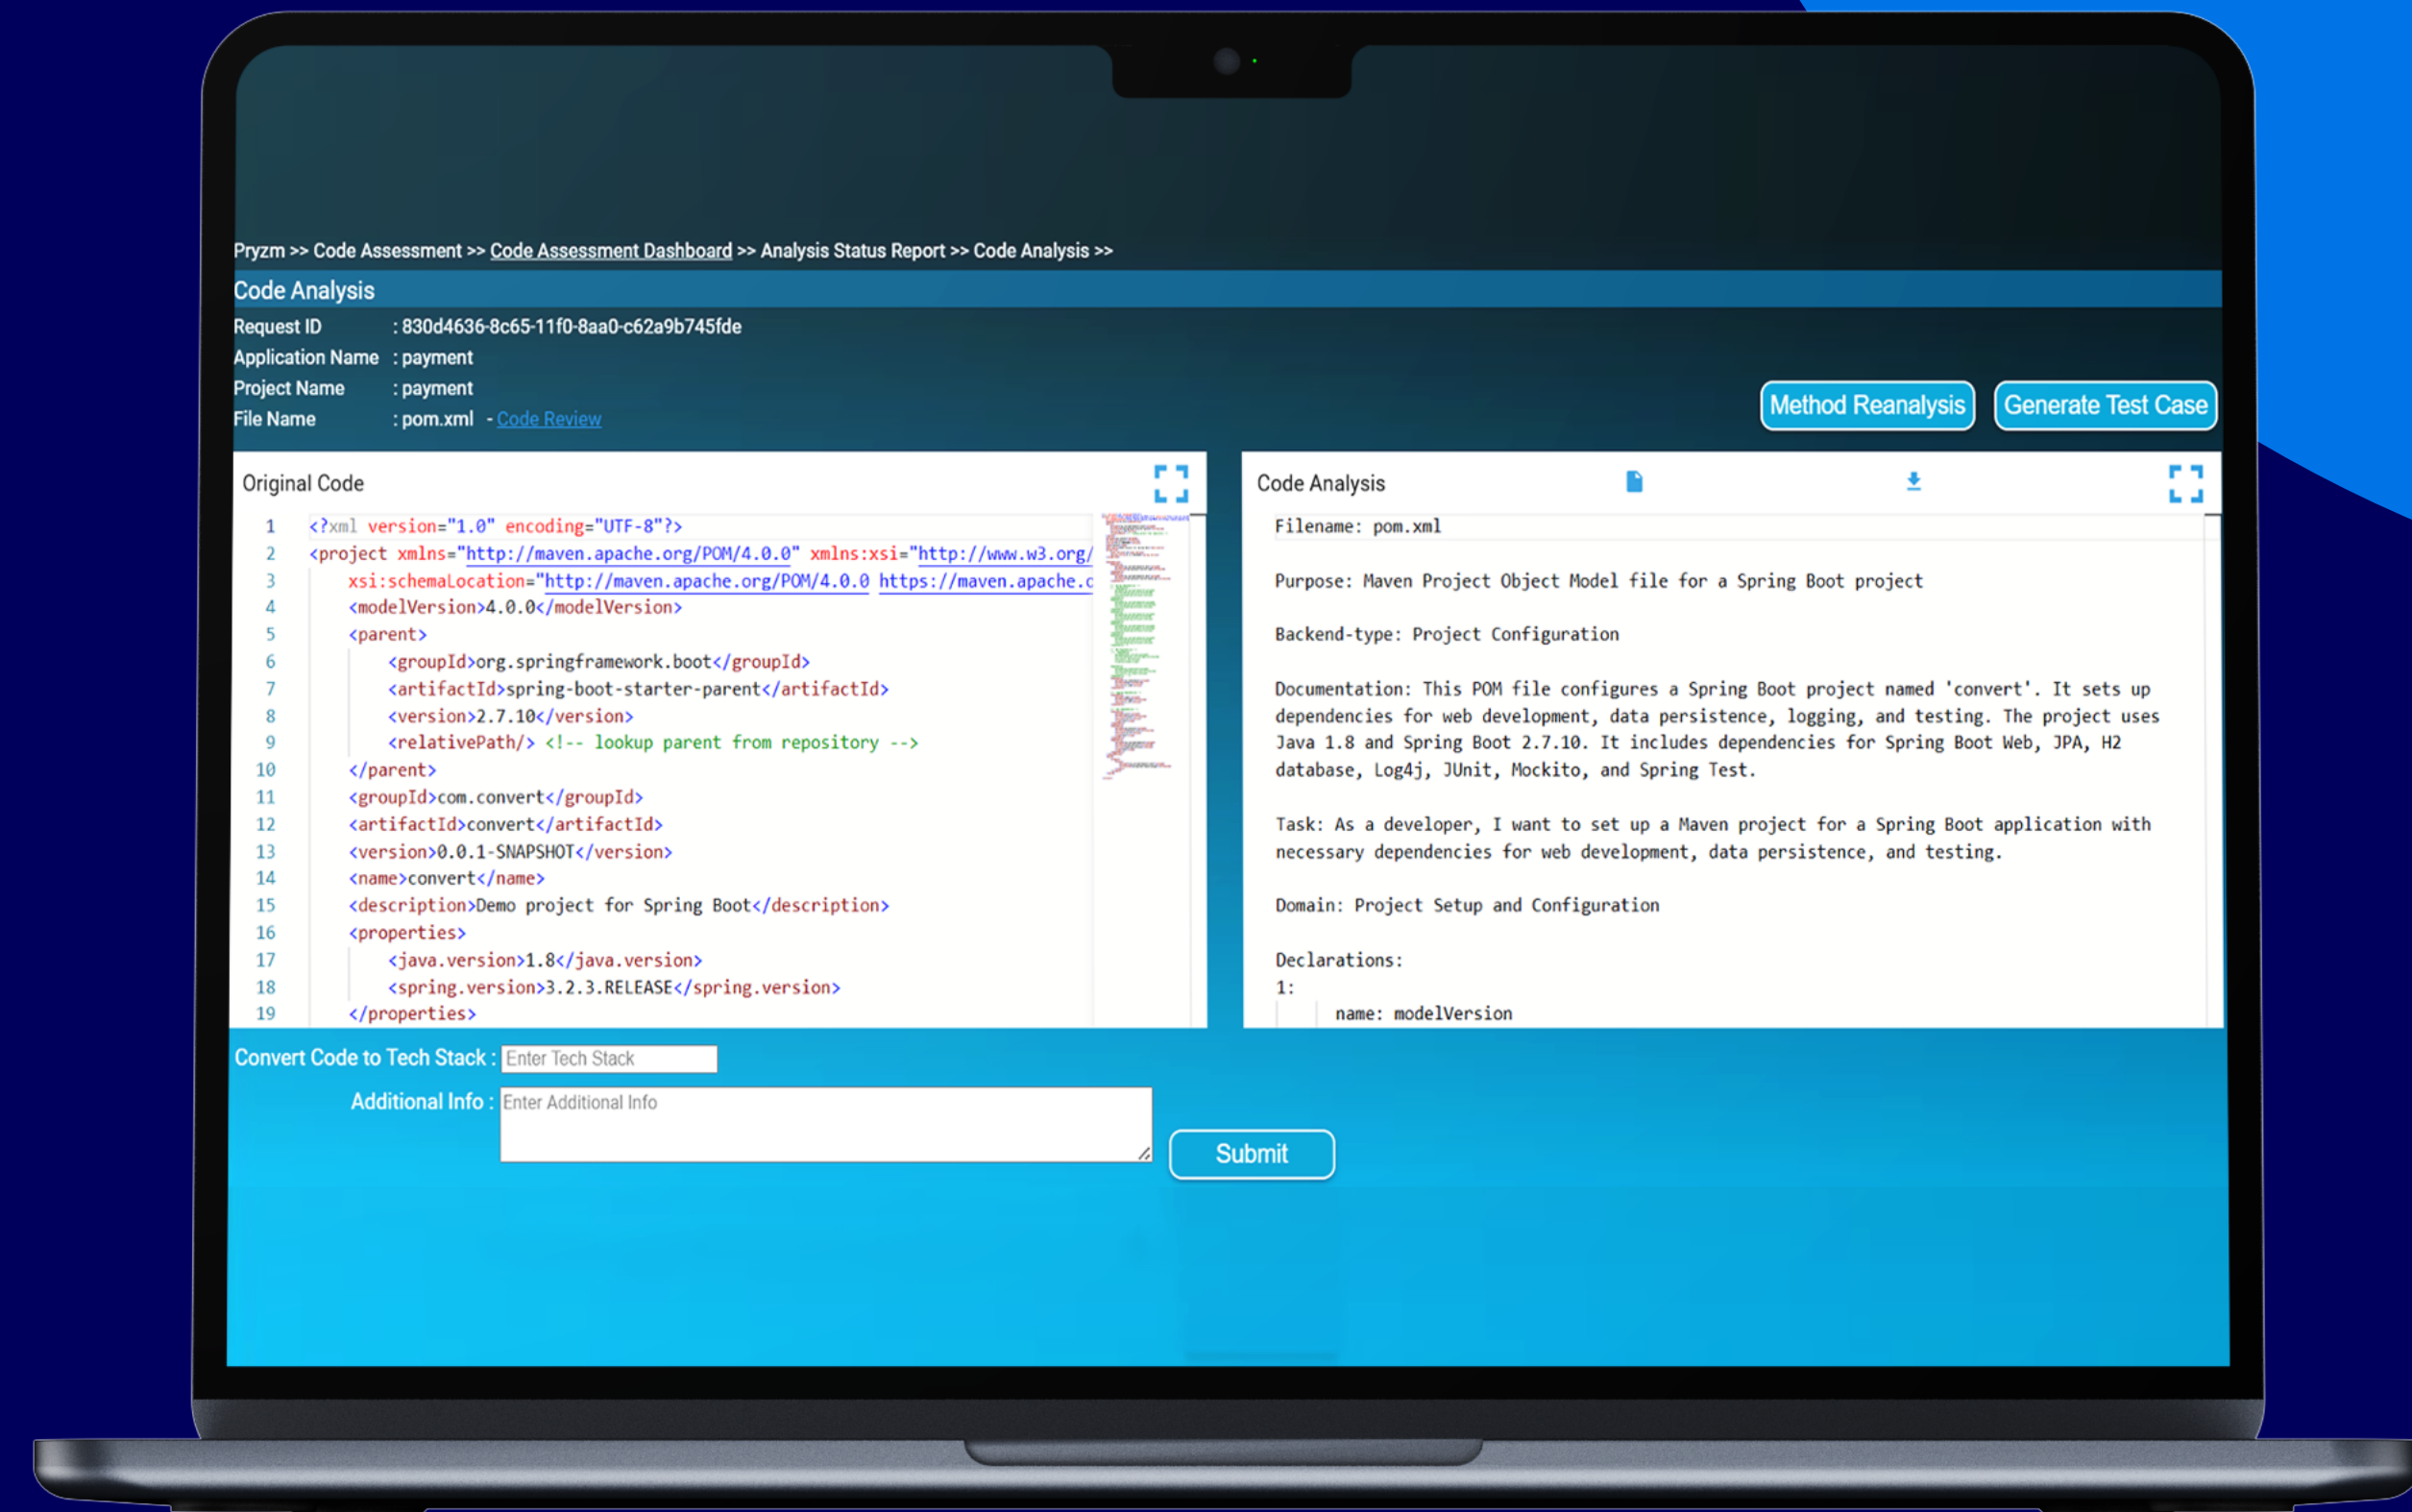 Pryzm >> Code Assessment >> Code Assessment Dashboard >> Analysis Status Report >> Code Analysis >>
Code Analysis
Request ID : 830d4636-8c65-11f0-8aa0-c62a9b745fde
Application Name : payment
Project Name : payment
File Name : pom.xml - Code Review
Method Reanalysis Generate Test Case
Original Code
1 <?xml version="1.0" encoding="UTF-8"?>
2 <project xmlns="http://maven.apache.org/POM/4.0.0" xmlns:xsi="http://www.w3.org/
3 xsi:schemaLocation="http://maven.apache.org/POM/4.0.0 https://maven.apache.o
4 <modelVersion>4.0.0</modelVersion>
5 <parent>
6 <groupId>org.springframework.boot</groupId>
7 <artifactId>spring-boot-starter-parent</artifactId>
8 <version>2.7.10</version>
9 <relativePath/> <!-- lookup parent from repository -->
10 </parent>
11 <groupId>com.convert</groupId>
12 <artifactId>convert</artifactId>
13 <version>0.0.1-SNAPSHOT</version>
14 <name>convert</name>
15 <description>Demo project for Spring Boot</description>
16 <properties>
17 <java.version>1.8</java.version>
18 <spring.version>3.2.3.RELEASE</spring.version>
19 </properties>
Code Analysis
Filename: pom.xml
Purpose: Maven Project Object Model file for a Spring Boot project
Backend-type: Project Configuration
Documentation: This POM file configures a Spring Boot project named 'convert'. It sets up
dependencies for web development, data persistence, logging, and testing. The project uses
Java 1.8 and Spring Boot 2.7.10. It includes dependencies for Spring Boot Web, JPA, H2
database, Log4j, JUnit, Mockito, and Spring Test.
Task: As a developer, I want to set up a Maven project for a Spring Boot application with
necessary dependencies for web development, data persistence, and testing.
Domain: Project Setup and Configuration
Declarations:
1:
name: modelVersion
Convert Code to Tech Stack : Enter Tech Stack
Additional Info : Enter Additional Info
Submit